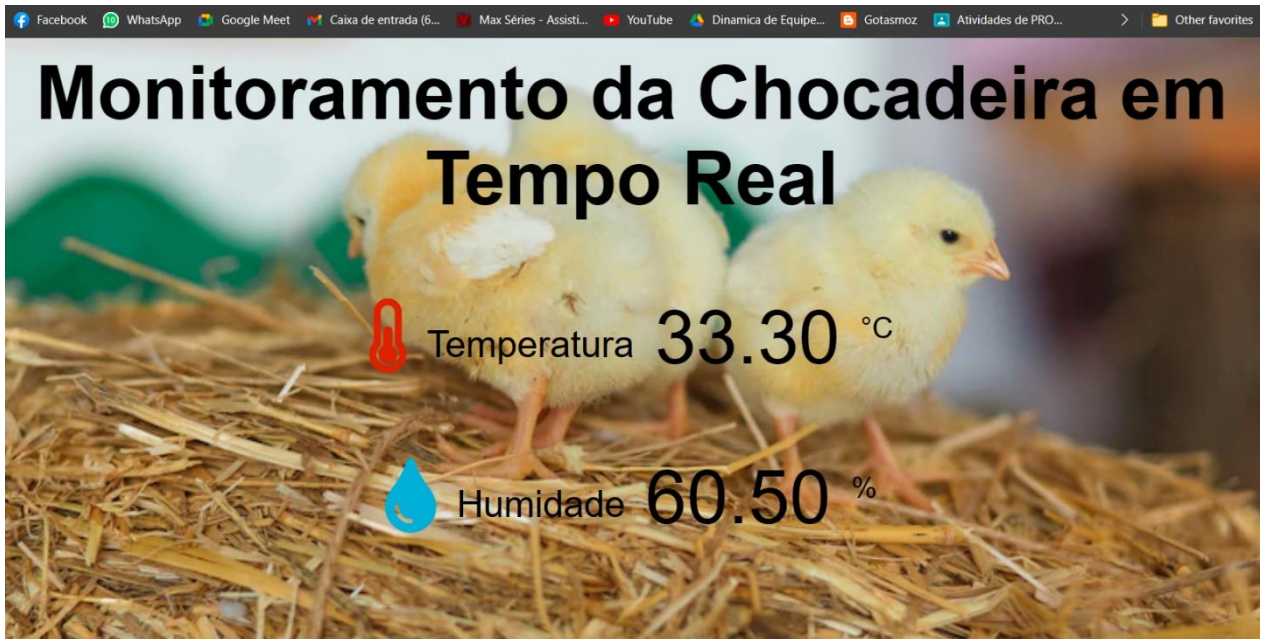 Facebook WhatsApp Google Meet Caixa de entrada (6... Max Séries - Assisti... YouTube Dinamica de Equipe... Gotasmoz Atividades de PRO... Other favorites
Monitoramento da Chocadeira em
Tempo Real
Temperatura 33.30 °C
Humidade 60.50 %